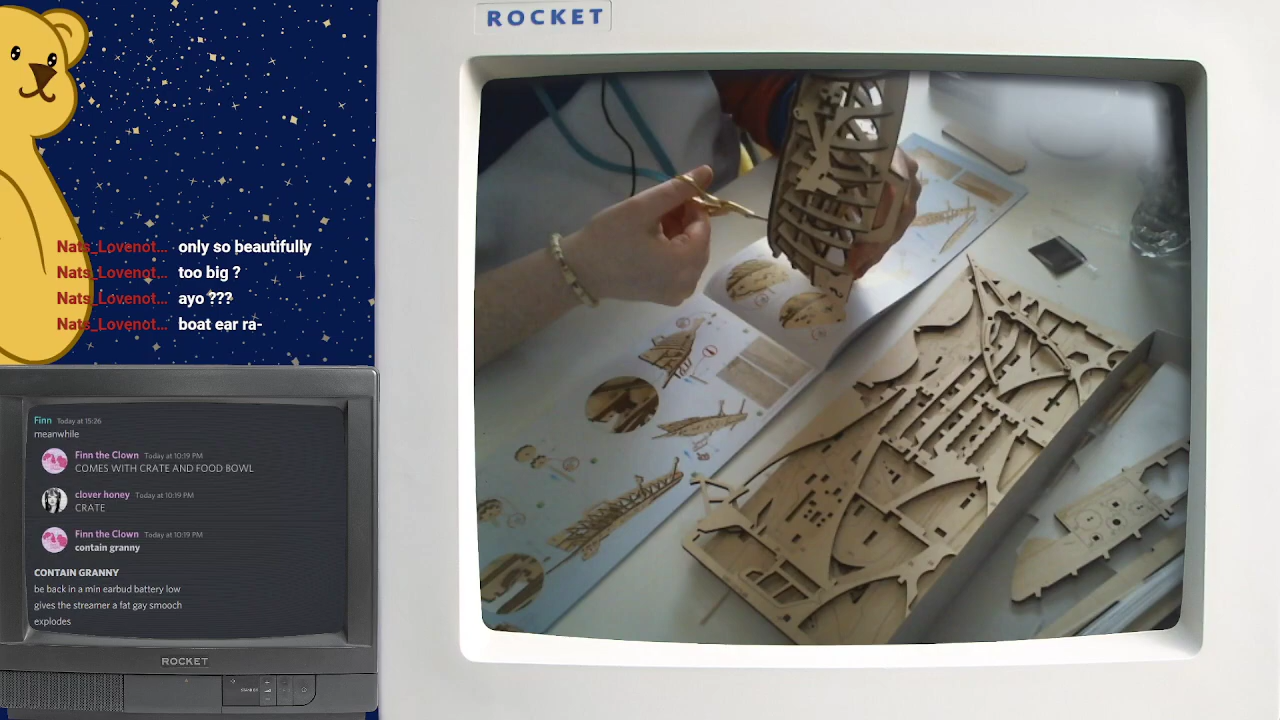 ROCKET
Nats_Lovenot... only so beautifully
Nats_Lovenot... too big ?
Nats_Lovenot... ayo ???
Nats_Lovenot... boat ear ra-
Finn Today at 15:26
meanwhile
Finn the Clown Today at 10:19 PM
COMES WITH CRATE AND FOOD BOWL
clover honey Today at 10:19 PM
CRATE
Finn the Clown Today at 10:19 PM
contain granny
CONTAIN GRANNY
be back in a min earbud battery low
gives the streamer a fat gay smooch
explodes
ROCKET